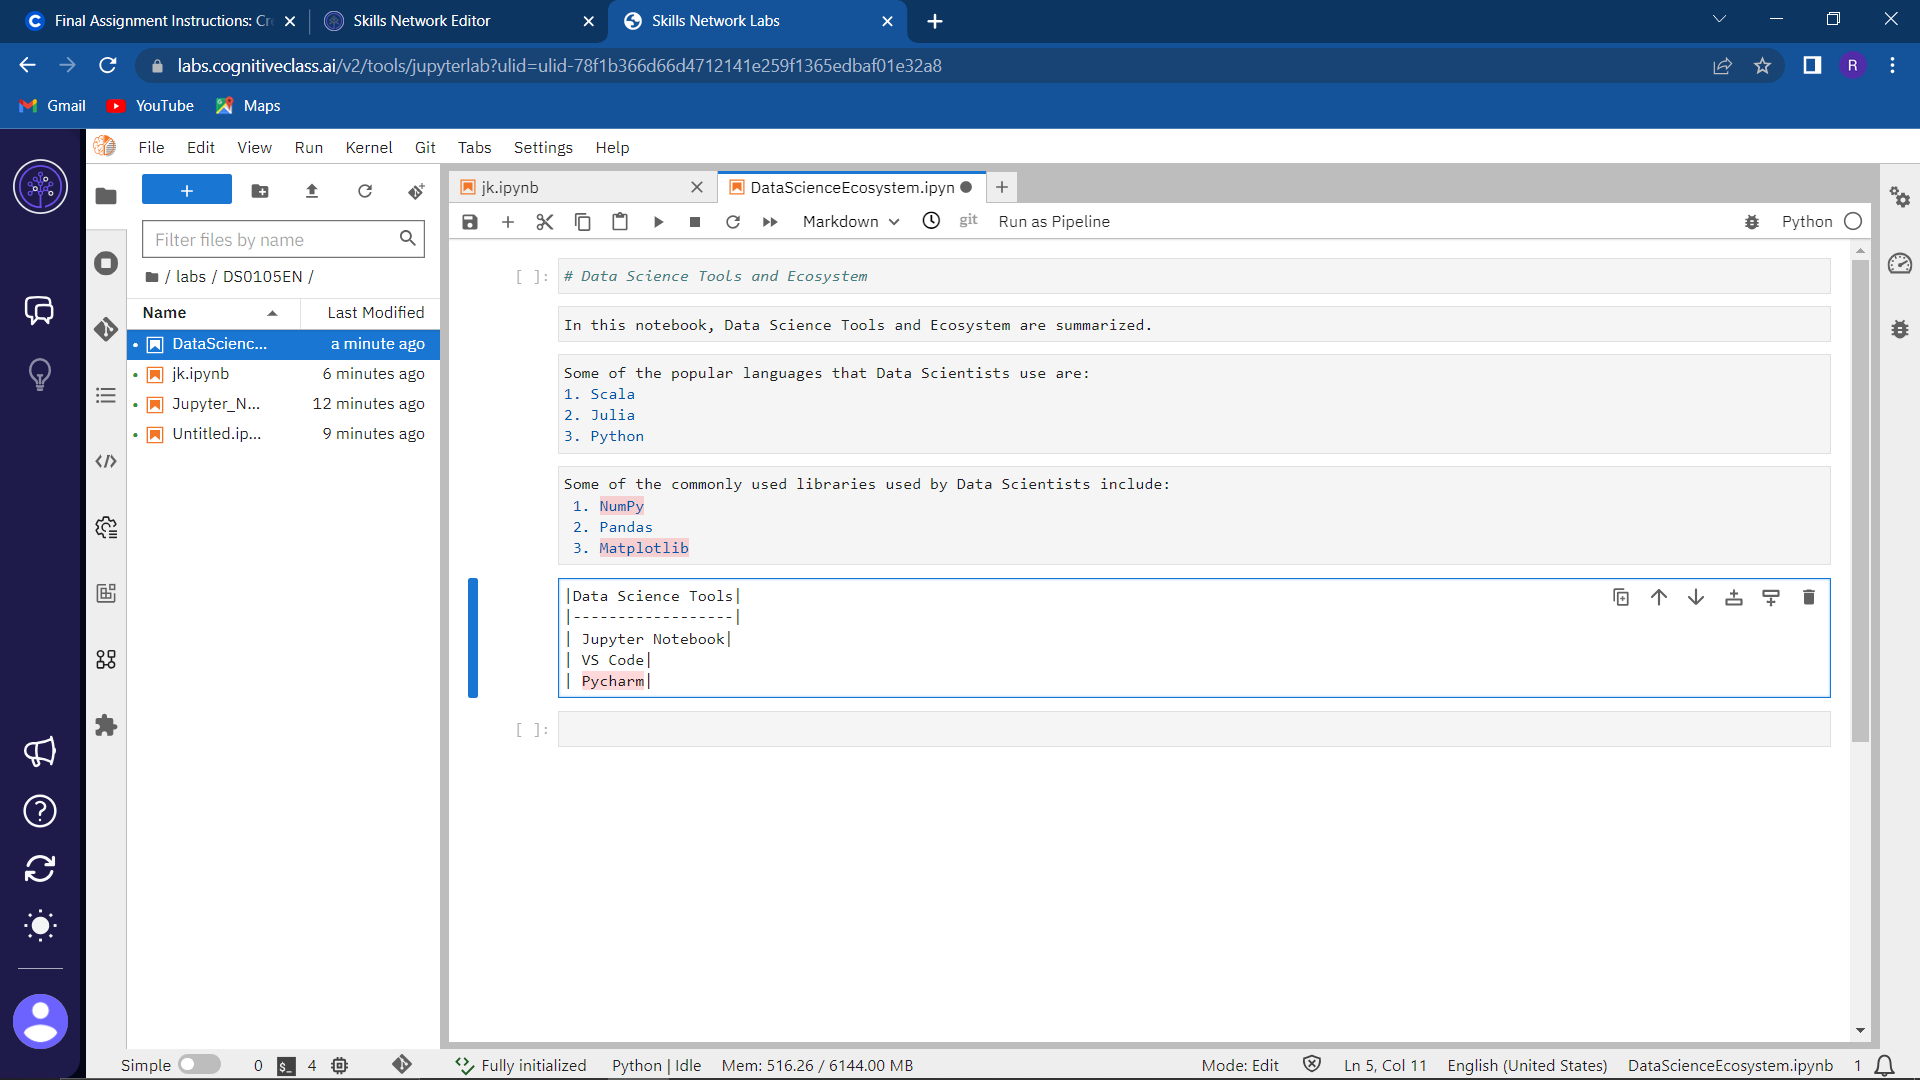 Final Assignment Instructions: Cr
Skills Network Editor
Skills Network Labs
labs.cognitiveclass.ai/v2/tools/jupyterlab?ulid=ulid-78f1b366d66d4712141e259f1365edbaf01e32a8
R
Gmail
YouTube
Maps
File Edit View Run Kernel Git Tabs Settings Help
jk.ipynb
DataScienceEcosystem.ipyn
Markdown
git
Run as Pipeline
Python
Filter files by name
/ labs / DS0105EN /
Name Last Modified
DataScienc... a minute ago
jk.ipynb 6 minutes ago
Jupyter_N... 12 minutes ago
Untitled.ip... 9 minutes ago
[ ]: # Data Science Tools and Ecosystem
In this notebook, Data Science Tools and Ecosystem are summarized.
Some of the popular languages that Data Scientists use are:
1. Scala
2. Julia
3. Python
Some of the commonly used libraries used by Data Scientists include:
1. NumPy
2. Pandas
3. Matplotlib
|Data Science Tools|
|------------------|
| Jupyter Notebook|
| VS Code|
| Pycharm|
[ ]:
Simple 0 $_ 4 Fully initialized Python | Idle Mem: 516.26 / 6144.00 MB Mode: Edit Ln 5, Col 11 English (United States) DataScienceEcosystem.ipynb 1